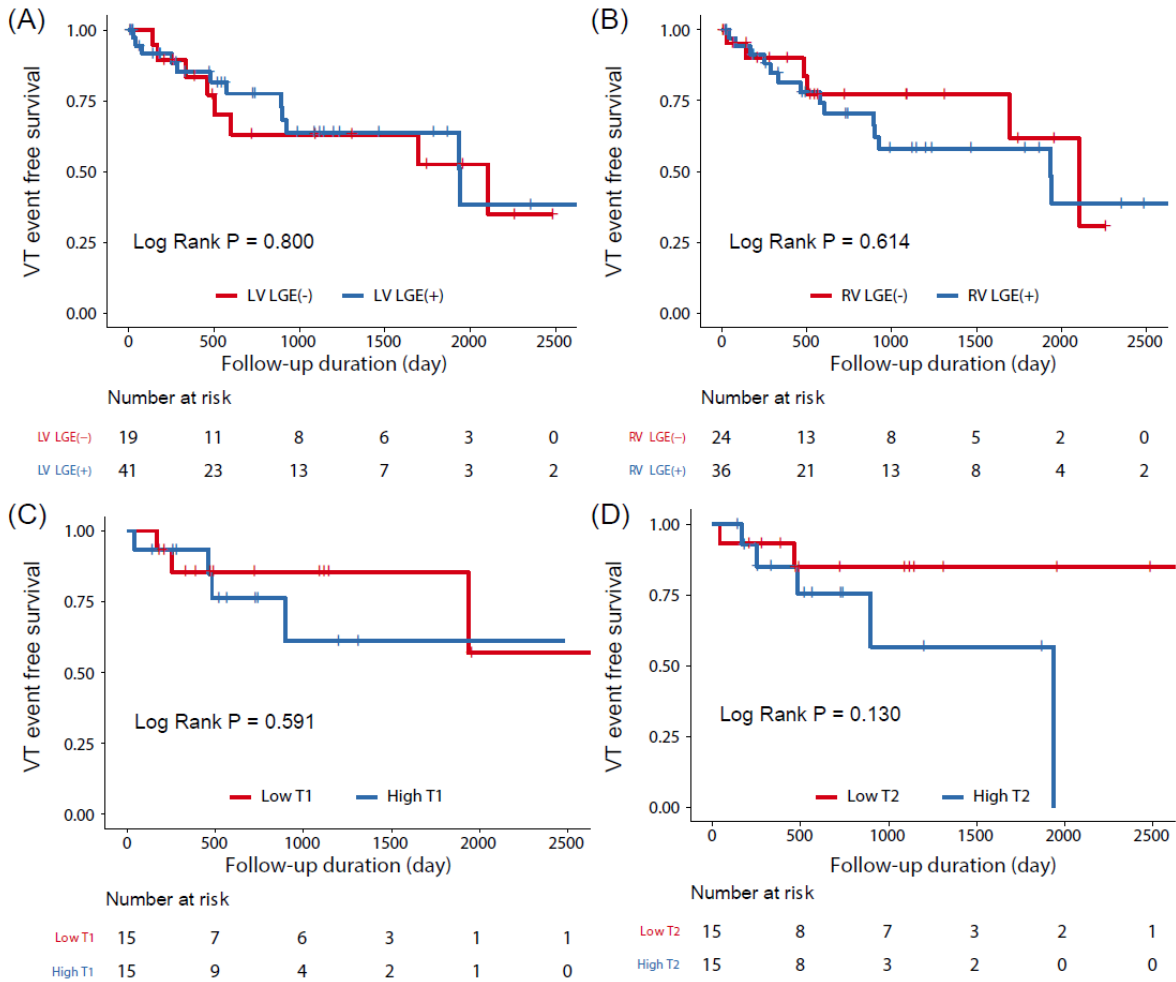 (A)
VT event free survival
1.00
0.75
0.50
0.25
0.00
Log Rank P = 0.800
LV LGE(-) LV LGE(+)
0 500 1000 1500 2000 2500
Follow-up duration (day)
Number at risk
LV LGE(−) 19 11 8 6 3 0
LV LGE(+) 41 23 13 7 3 2
(B)
VT event free survival
1.00
0.75
0.50
0.25
0.00
Log Rank P = 0.614
RV LGE(-) RV LGE(+)
0 500 1000 1500 2000 2500
Follow-up duration (day)
Number at risk
RV LGE(−) 24 13 8 5 2 0
RV LGE(+) 36 21 13 8 4 2
(C)
VT event free survival
1.00
0.75
0.50
0.25
0.00
Log Rank P = 0.591
Low T1 High T1
0 500 1000 1500 2000 2500
Follow-up duration (day)
Number at risk
Low T1 15 7 6 3 1 1
High T1 15 9 4 2 1 0
(D)
VT event free survival
1.00
0.75
0.50
0.25
0.00
Log Rank P = 0.130
Low T2 High T2
0 500 1000 1500 2000 2500
Follow-up duration (day)
Number at risk
Low T2 15 8 7 3 2 1
High T2 15 8 3 2 0 0